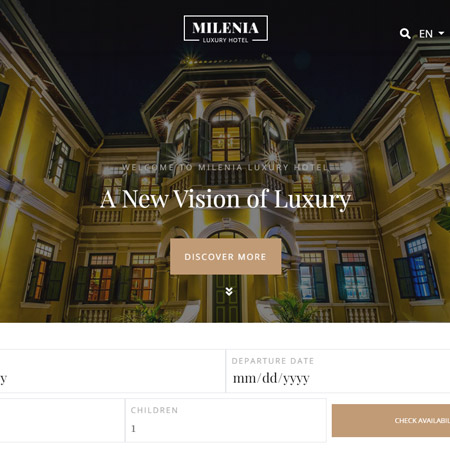 MILENIA
LUXURY HOTEL
EN
WELCOME TO MILENIA LUXURY HOTEL
A New Vision of Luxury
DISCOVER MORE
DEPARTURE DATE
y
mm/dd/yyyy
CHILDREN
1
CHECK AVAILABIL